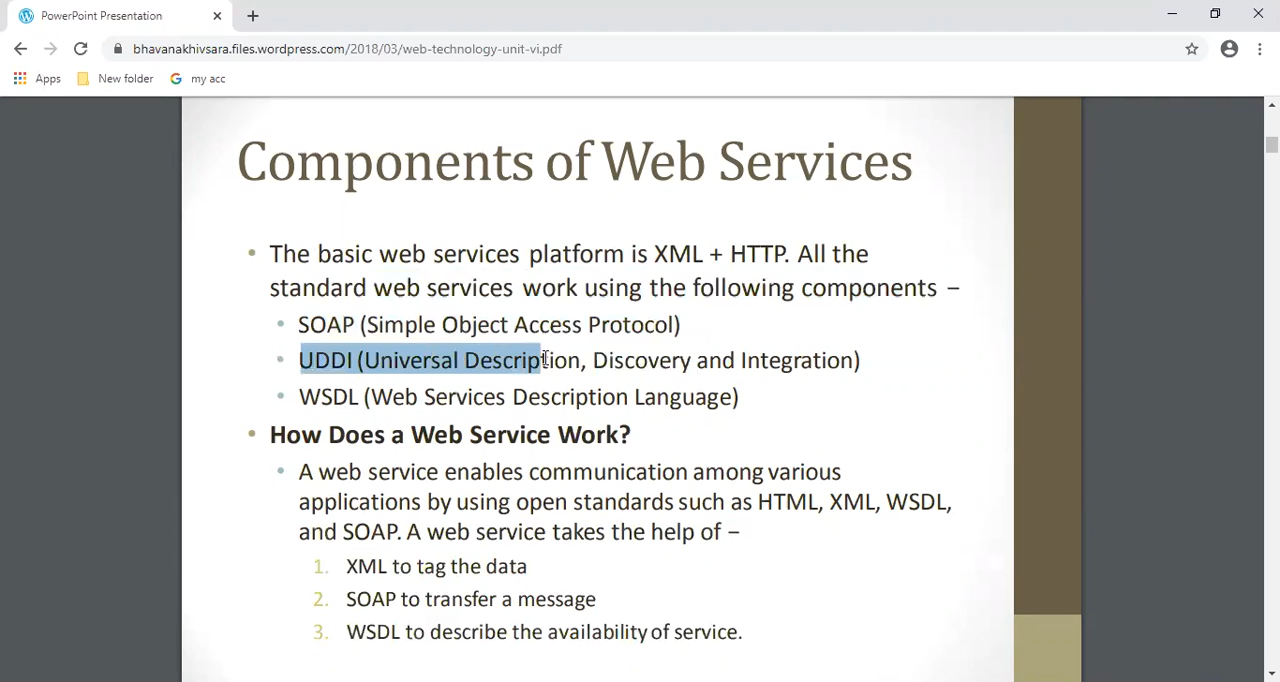 PowerPoint Presentation
bhavanakhivsara.files.wordpress.com/2018/03/web-technology-unit-vi.pdf
Apps New folder my acc
Components of Web Services
• The basic web services platform is XML + HTTP. All the
standard web services work using the following components –
• SOAP (Simple Object Access Protocol)
• UDDI (Universal Description, Discovery and Integration)
• WSDL (Web Services Description Language)
• How Does a Web Service Work?
• A web service enables communication among various
applications by using open standards such as HTML, XML, WSDL,
and SOAP. A web service takes the help of –
1. XML to tag the data
2. SOAP to transfer a message
3. WSDL to describe the availability of service.